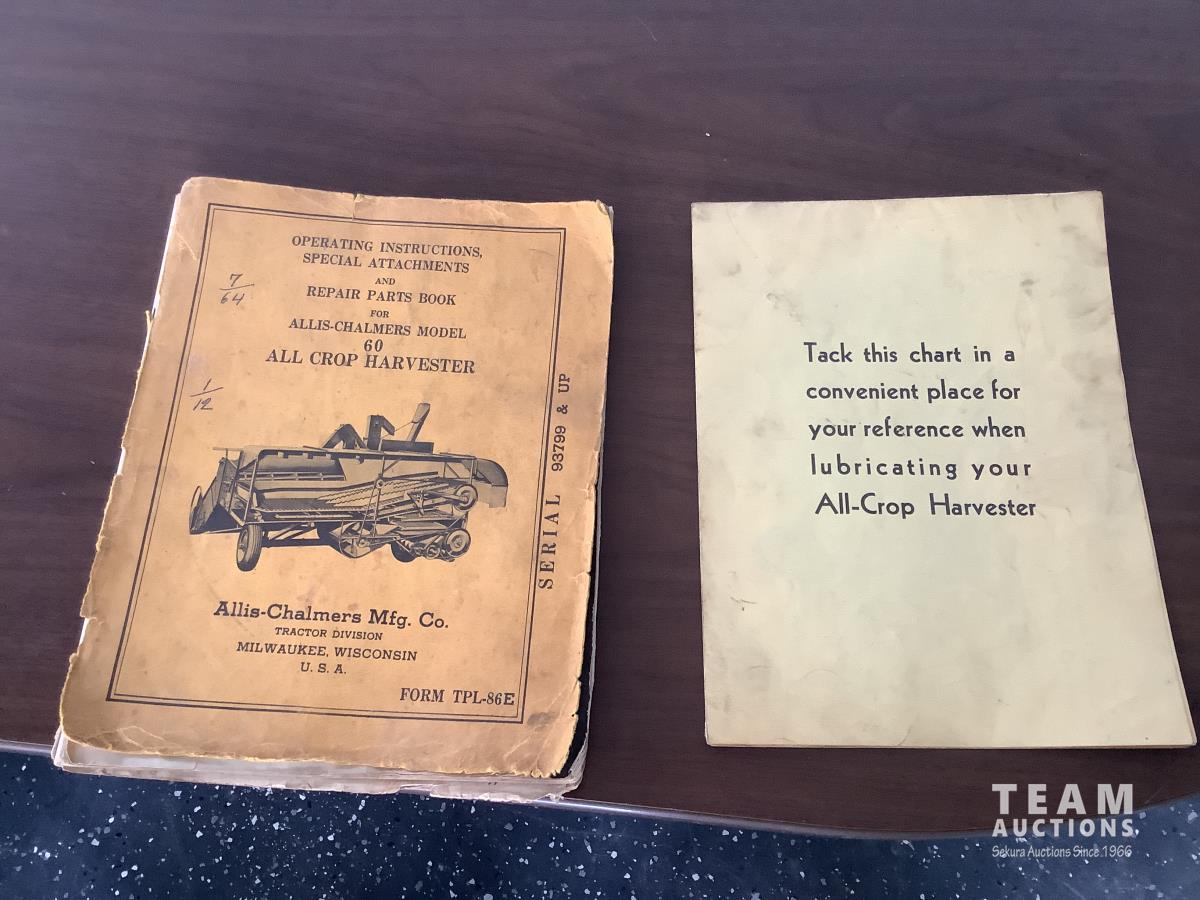 OPERATING INSTRUCTIONS,
SPECIAL ATTACHMENTS
AND
REPAIR PARTS BOOK
FOR
ALLIS-CHALMERS MODEL
60
ALL CROP HARVESTER
7/64
1/12
SERIAL 93799 & UP
Allis-Chalmers Mfg. Co.
TRACTOR DIVISION
MILWAUKEE, WISCONSIN
U. S. A.
FORM TPL-86E
Tack this chart in a
convenient place for
your reference when
lubricating your
All-Crop Harvester
TEAM
AUCTIONS
Sekura Auctions Since 1966